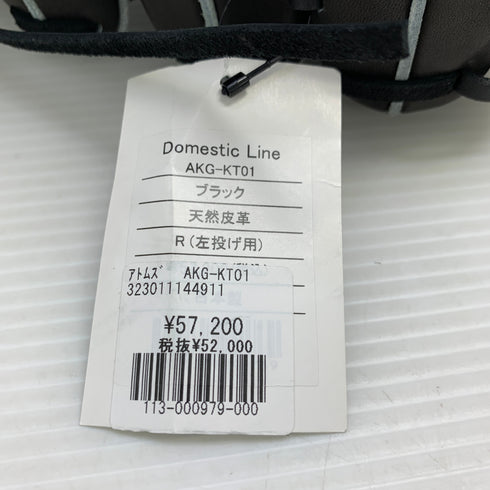 Domestic Line
AKG-KT01
ブラック
天然皮革
R(左投げ用)
ｱﾄﾑｽﾞ AKG-KT01
323011144911
¥57,200
税抜¥52,000
113-000979-000